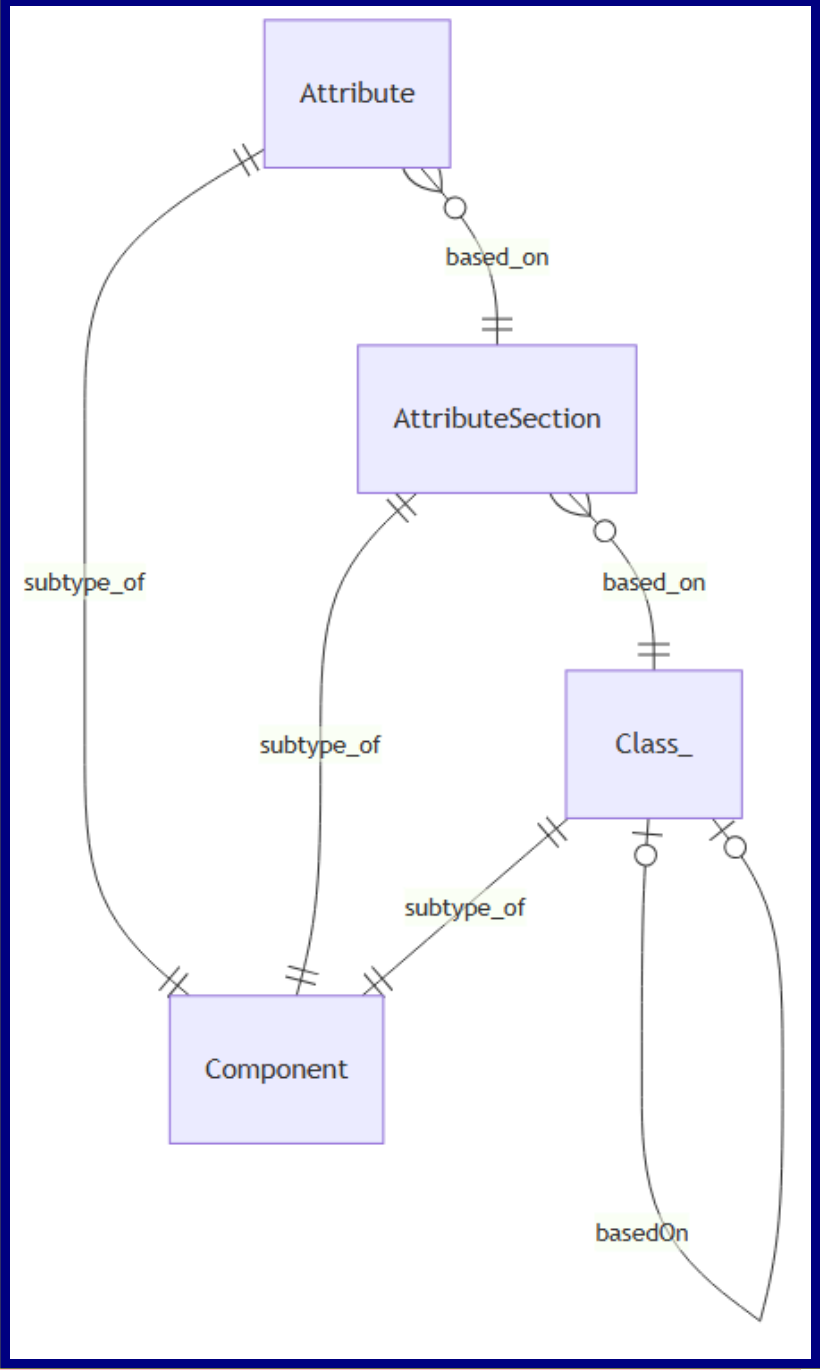 Attribute
based_on
AttributeSection
subtype_of
based_on
subtype_of
Class_
subtype_of
Component
basedOn